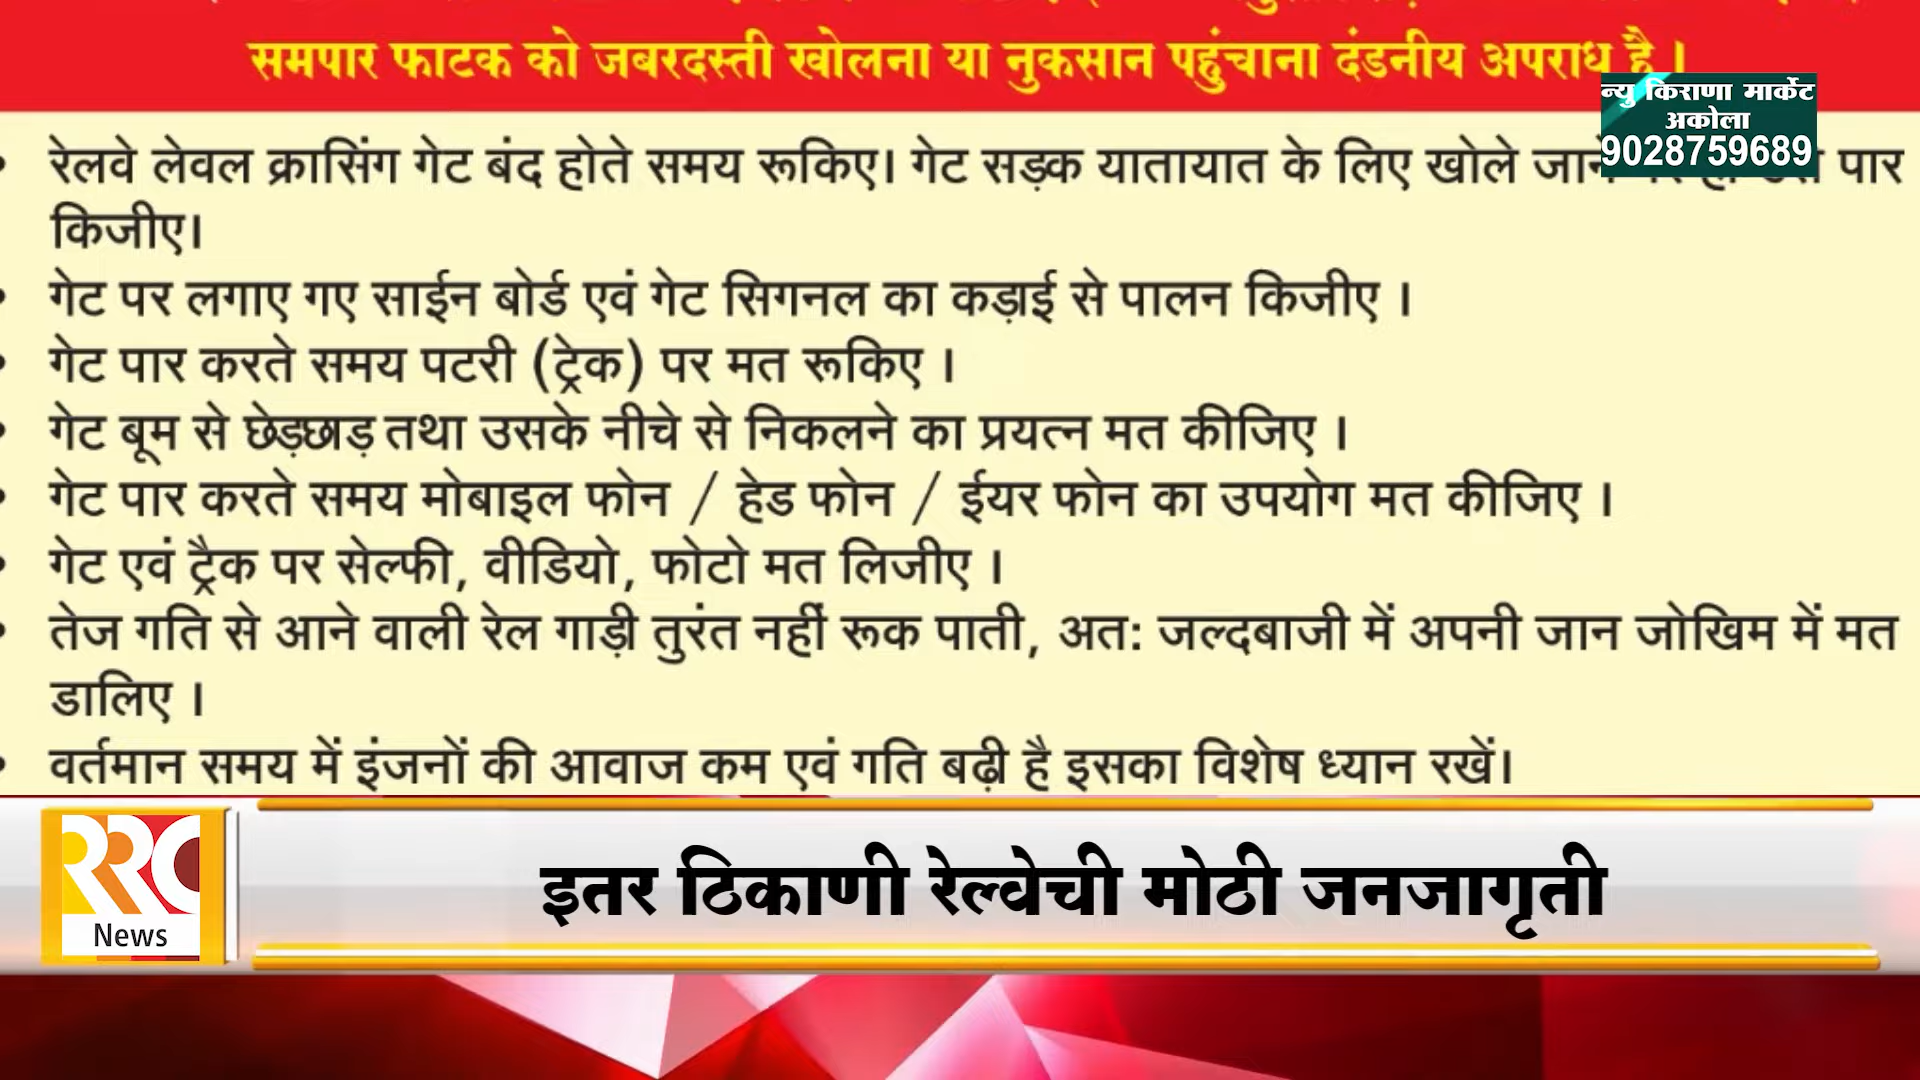 समपार फाटक को जबरदस्ती खोलना या नुकसान पहुंचाना दंडनीय अपराध है।
न्यु किराणा मार्केट
अकोला
9028759689
• रेलवे लेवल क्रासिंग गेट बंद होते समय रूकिए। गेट सड़क यातायात के लिए खोले जाने पार
किजीए।
• गेट पर लगाए गए साईन बोर्ड एवं गेट सिगनल का कड़ाई से पालन किजीए ।
• गेट पार करते समय पटरी (ट्रेक) पर मत रूकिए ।
• गेट बूम से छेड़छाड़ तथा उसके नीचे से निकलने का प्रयत्न मत कीजिए ।
• गेट पार करते समय मोबाइल फोन / हेड फोन / ईयर फोन का उपयोग मत कीजिए ।
• गेट एवं ट्रैक पर सेल्फी, वीडियो, फोटो मत लिजीए ।
• तेज गति से आने वाली रेल गाड़ी तुरंत नहीं रूक पाती, अत: जल्दबाजी में अपनी जान जोखिम में मत
डालिए ।
• वर्तमान समय में इंजनों की आवाज कम एवं गति बढ़ी है इसका विशेष ध्यान रखें।
RRC
News
इतर ठिकाणी रेल्वेची मोठी जनजागृती